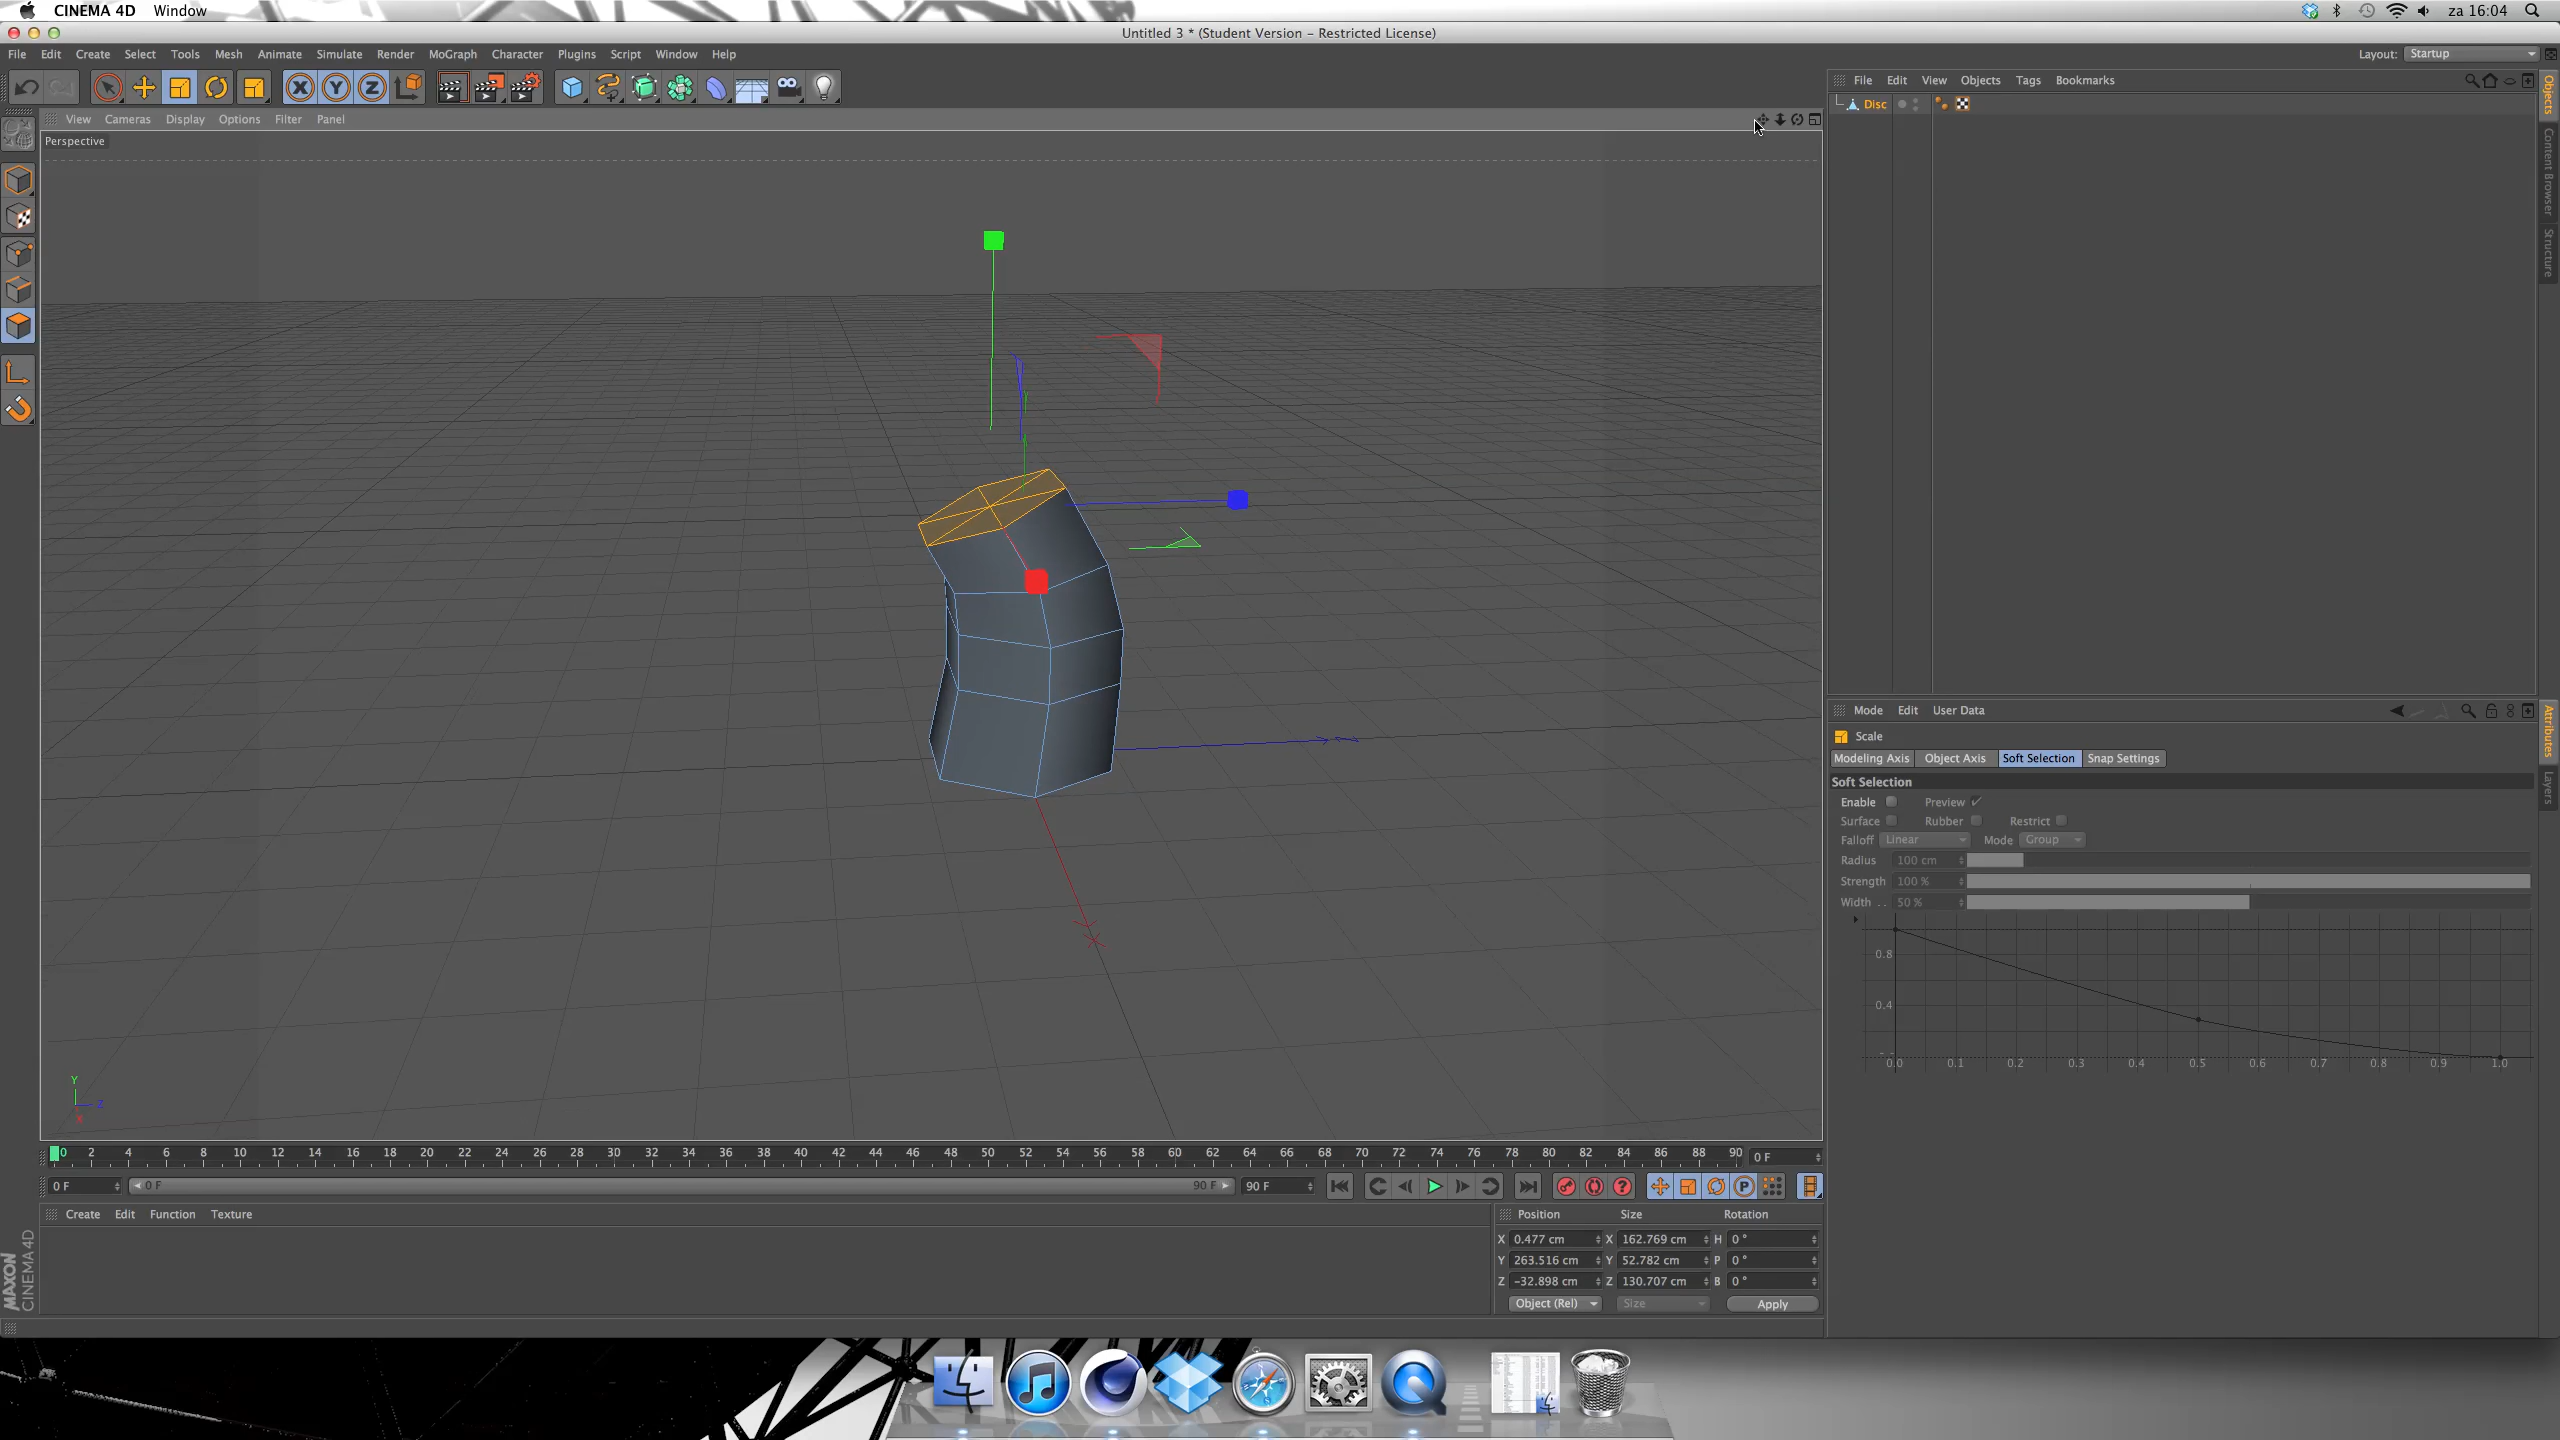 CINEMA 4D Window za 16:04
Untitled 3 * (Student Version – Restricted License)
File Edit Create Select Tools Mesh Animate Simulate Render MoGraph Character Plugins Script Window Help Layout: Startup
X Y Z
File Edit View Objects Tags Bookmarks
Disc
View Cameras Display Options Filter Panel
Perspective
Objects
Content Browser
Structure
Y
Z
X
Mode Edit User Data
Scale
Modeling Axis Object Axis Soft Selection Snap Settings
Soft Selection
Enable Preview
Surface Rubber Restrict
Falloff Linear Mode Group
Radius 100 cm
Strength 100 %
Width . . 50 %
0.8
0.4
0.0 0.1 0.2 0.3 0.4 0.5 0.6 0.7 0.8 0.9 1.0
Attributes
Layers
0 2 4 6 8 10 12 14 16 18 20 22 24 26 28 30 32 34 36 38 40 42 44 46 48 50 52 54 56 58 60 62 64 66 68 70 72 74 76 78 80 82 84 86 88 90 0 F
0 F 0 F 90 F 90 F P
Create Edit Function Texture
Position Size Rotation
X 0.477 cm X 162.769 cm H 0 °
Y 263.516 cm Y 52.782 cm P 0 °
Z −32.898 cm Z 130.707 cm B 0 °
Object (Rel) Size Apply
MAXON
CINEMA 4D